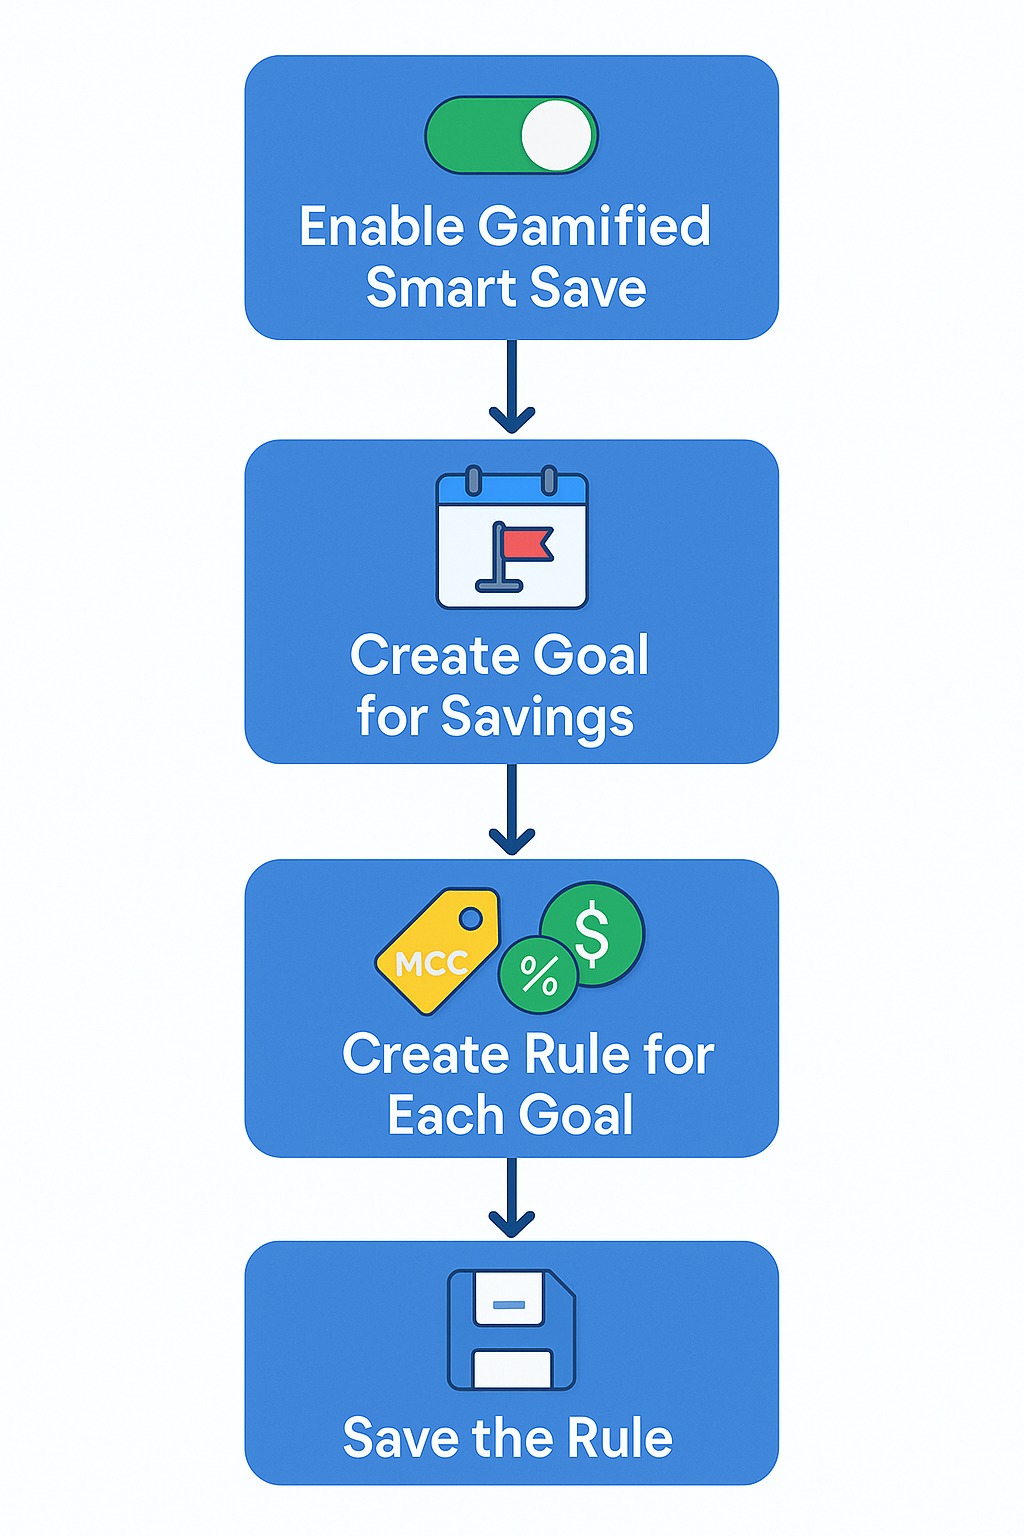 Enable Gamified
Smart Save
Create Goal
for Savings
MCC
%
$
Create Rule for
Each Goal
Save the Rule